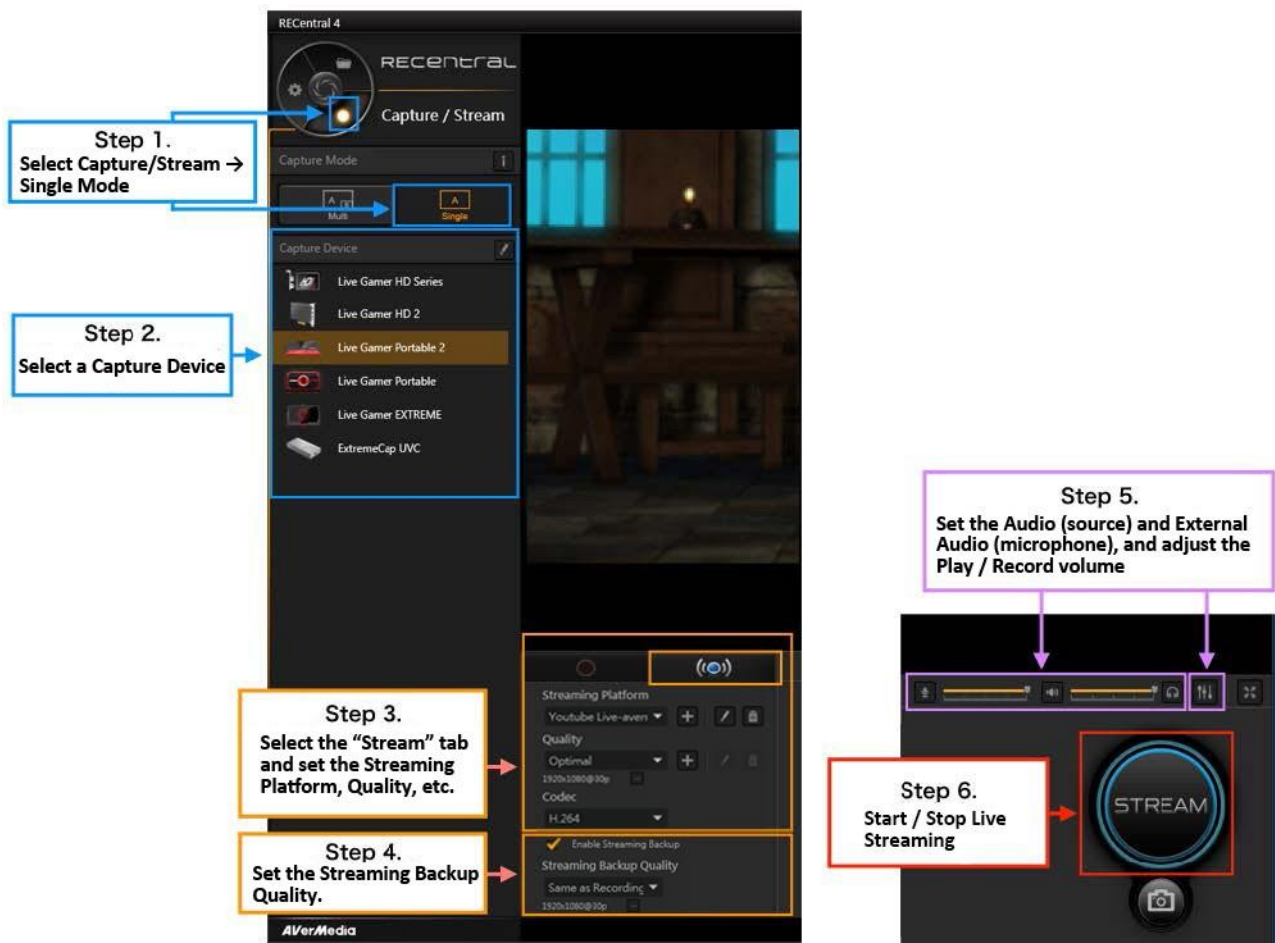 RECentral 4
RECENTRAL
Capture / Stream
Step 1.
Select Capture/Stream →
Single Mode
Capture Mode
i
A
Multi
A
Single
Capture Device
Live Gamer HD Series
Live Gamer HD 2
Live Gamer Portable 2
Live Gamer Portable
Live Gamer EXTREME
ExtremeCap UVC
Step 2.
Select a Capture Device
Step 3.
Select the “Stream” tab
and set the Streaming
Platform, Quality, etc.
Streaming Platform
Youtube Live-aven
Quality
Optimal
1920x1080@30p
Codec
H.264
Step 4.
Set the Streaming Backup
Quality.
Enable Streaming Backup
Streaming Backup Quality
Same as Recording
1920x1080@30p
AVerMedia
Step 5.
Set the Audio (source) and External
Audio (microphone), and adjust the
Play / Record volume
Step 6.
Start / Stop Live
Streaming
STREAM